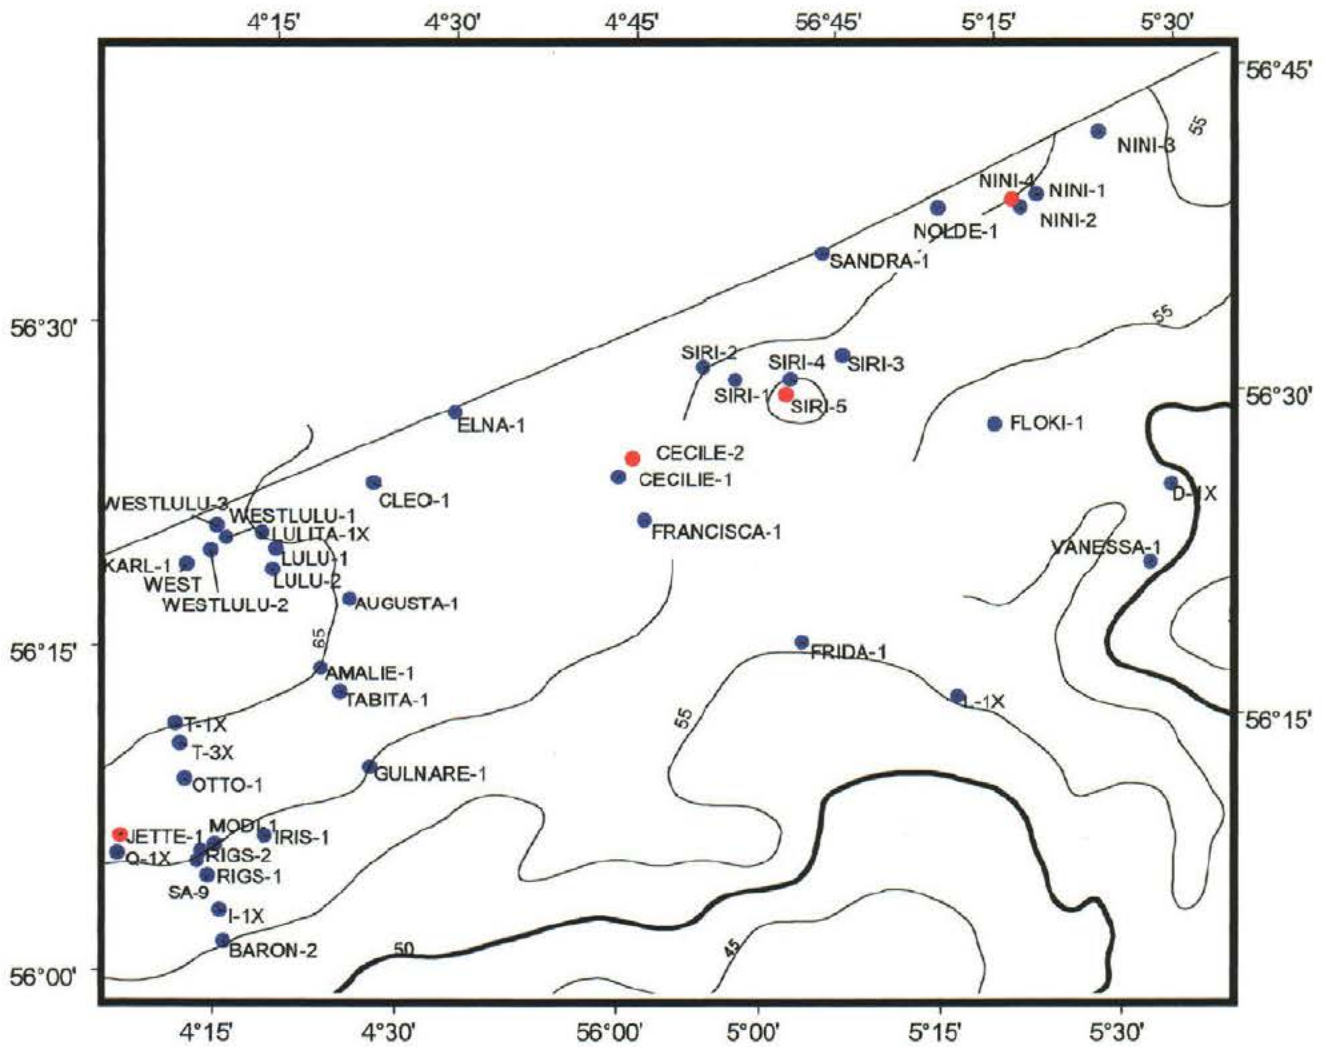 4°15' 4°30' 4°45' 56°45' 5°15' 5°30'
56°45'
55
NINI-3
NINI-4
NINI-1
NINI-2
NOLDE-1
SANDRA-1
56°30'
55
SIRI-2
SIRI-4
SIRI-3
SIRI-1
SIRI-5
56°30'
ELNA-1
FLOKI-1
CECILE-2
CECILIE-1
CLEO-1
D-1X
WESTLULU-3
WESTLULU-1
LULITA-1X
FRANCISCA-1
VANESSA-1
KARL-1
LULU-1
WEST
LULU-2
WESTLULU-2
AUGUSTA-1
65
56°15'
FRIDA-1
AMALIE-1
TABITA-1
L-1X
55
T-1X
56°15'
T-3X
OTTO-1
GULNARE-1
MODI-1
JETTE-1
IRIS-1
Q-1X
RIGS-2
RIGS-1
SA-9
I-1X
BARON-2
50
45
56°00'
4°15' 4°30' 56°00' 5°00' 5°15' 5°30'